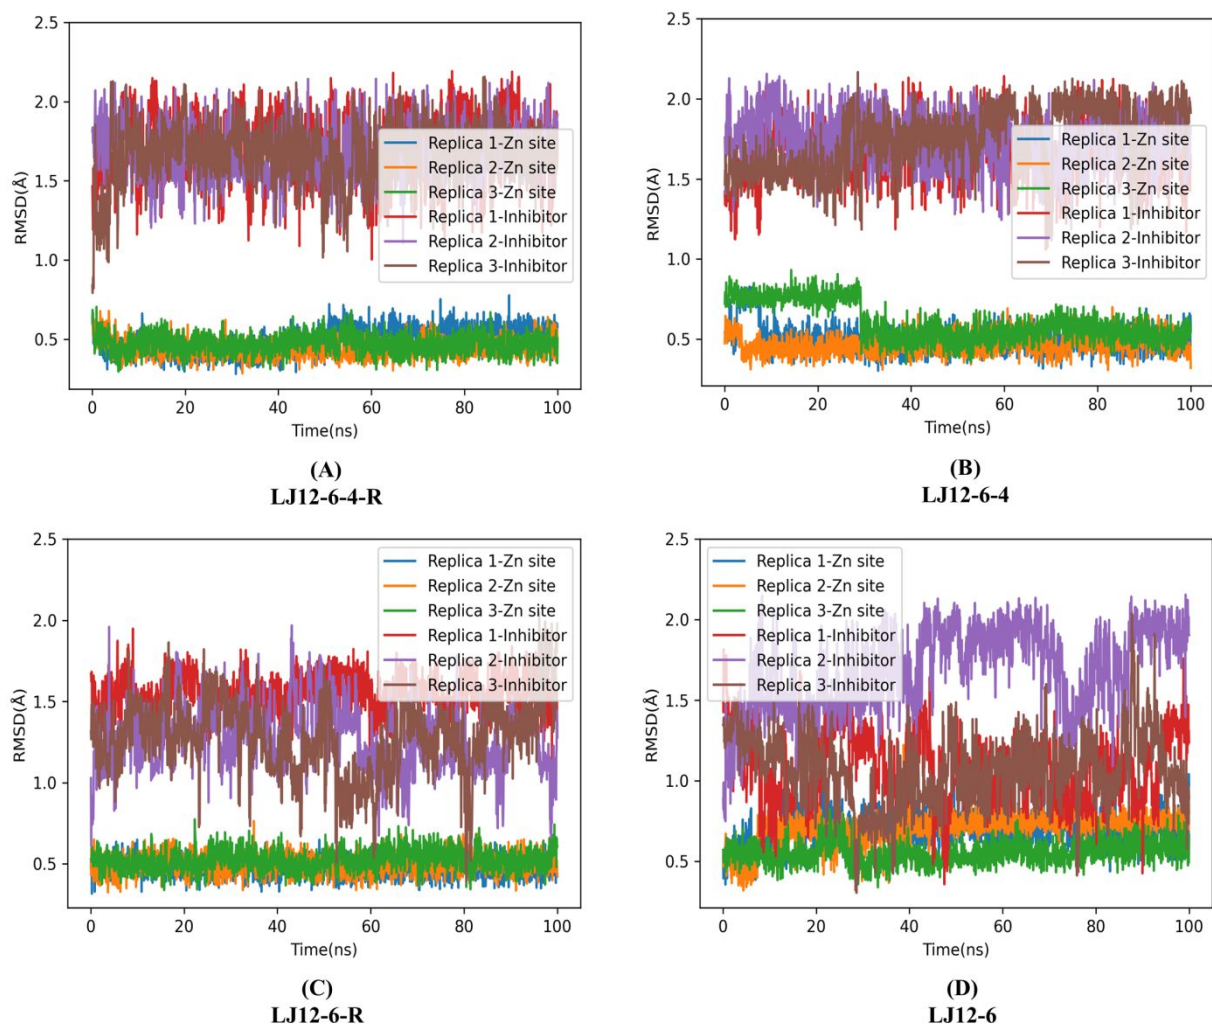 2.5
2.0
1.5
1.0
0.5
RMSD(Å)
0 20 40 60 80 100
Time(ns)
Replica 1-Zn site
Replica 2-Zn site
Replica 3-Zn site
Replica 1-Inhibitor
Replica 2-Inhibitor
Replica 3-Inhibitor
(A)
LJ12-6-4-R
2.5
2.0
1.5
1.0
0.5
RMSD(Å)
0 20 40 60 80 100
Time(ns)
Replica 1-Zn site
Replica 2-Zn site
Replica 3-Zn site
Replica 1-Inhibitor
Replica 2-Inhibitor
Replica 3-Inhibitor
(B)
LJ12-6-4
2.5
2.0
1.5
1.0
0.5
RMSD(Å)
0 20 40 60 80 100
Time(ns)
Replica 1-Zn site
Replica 2-Zn site
Replica 3-Zn site
Replica 1-Inhibitor
Replica 2-Inhibitor
Replica 3-Inhibitor
(C)
LJ12-6-R
2.5
2.0
1.5
1.0
0.5
RMSD(Å)
0 20 40 60 80 100
Time(ns)
Replica 1-Zn site
Replica 2-Zn site
Replica 3-Zn site
Replica 1-Inhibitor
Replica 2-Inhibitor
Replica 3-Inhibitor
(D)
LJ12-6